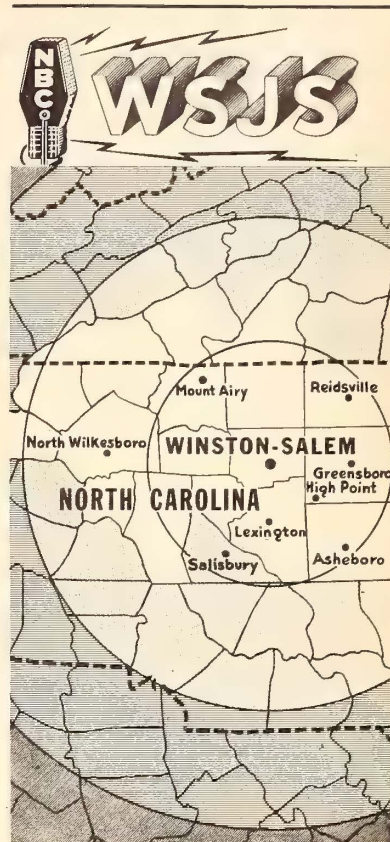 NBC
WSJS
Mount Airy
Reidsville
North Wilkesboro
WINSTON-SALEM
Greensboro
High Point
NORTH CAROLINA
Lexington
Salisbury
Asheboro